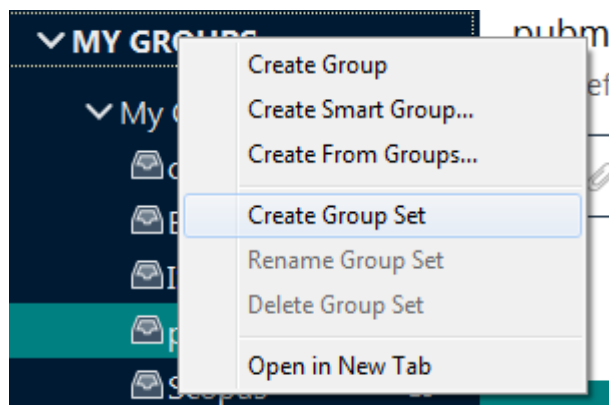 MY GROUPS
Create Group
Create Smart Group...
Create From Groups...
Create Group Set
Rename Group Set
Delete Group Set
Open in New Tab
My
Scopus
pubm